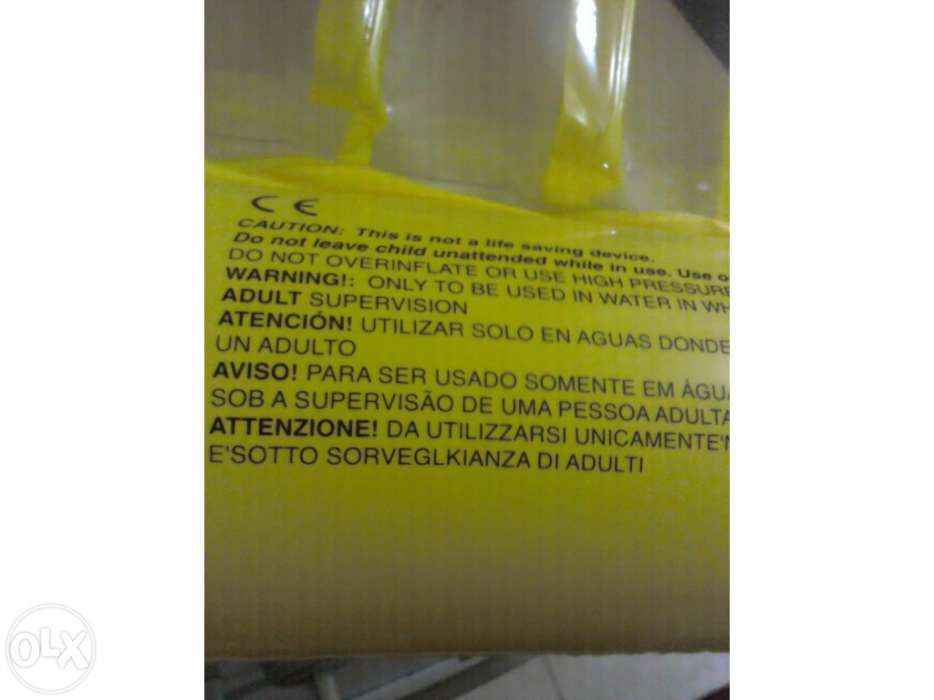 CE
CAUTION: This is not a life saving device.
Do not leave child unattended while in use. Use o
DO NOT OVERINFLATE OR USE HIGH PRESSURE
WARNING!: ONLY TO BE USED IN WATER IN WH
ADULT SUPERVISION
ATENCIÓN! UTILIZAR SOLO EN AGUAS DONDE
UN ADULTO
AVISO! PARA SER USADO SOMENTE EM ÁGUA
SOB A SUPERVISÃO DE UMA PESSOA ADULTA
ATTENZIONE! DA UTILIZZARSI UNICAMENTE'N
E'SOTTO SORVEGLKIANZA DI ADULTI
OLX